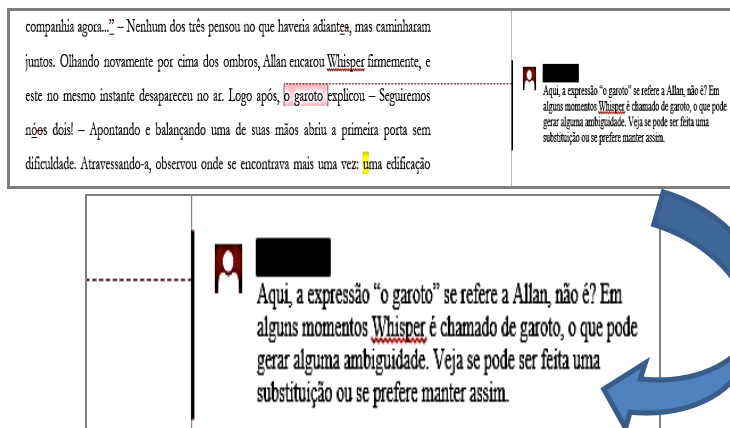 companhia agora...” – Nenhum dos três pensou no que haveria adiantes, mas caminharam
juntos. Olhando novamente por cima dos ombros, Allan encarou Whisper firmemente, e
este no mesmo instante desapareceu no ar. Logo após, o garoto explicou – Seguiremos
nóos dois! – Apontando e balançando uma de suas mãos abriu a primeira porta sem
dificuldade. Atravessando-a, observou onde se encontrava mais uma vez: uma edificação
Aqui, a expressão “o garoto” se refere a Allan, não é? Em
alguns momentos Whisper é chamado de garoto, o que pode
gerar alguma ambiguidade. Veja se pode ser feita uma
substituição ou se prefere manter assim.
Aqui, a expressão “o garoto” se refere a Allan, não é? Em
alguns momentos Whisper é chamado de garoto, o que pode
gerar alguma ambiguidade. Veja se pode ser feita uma
substituição ou se prefere manter assim.